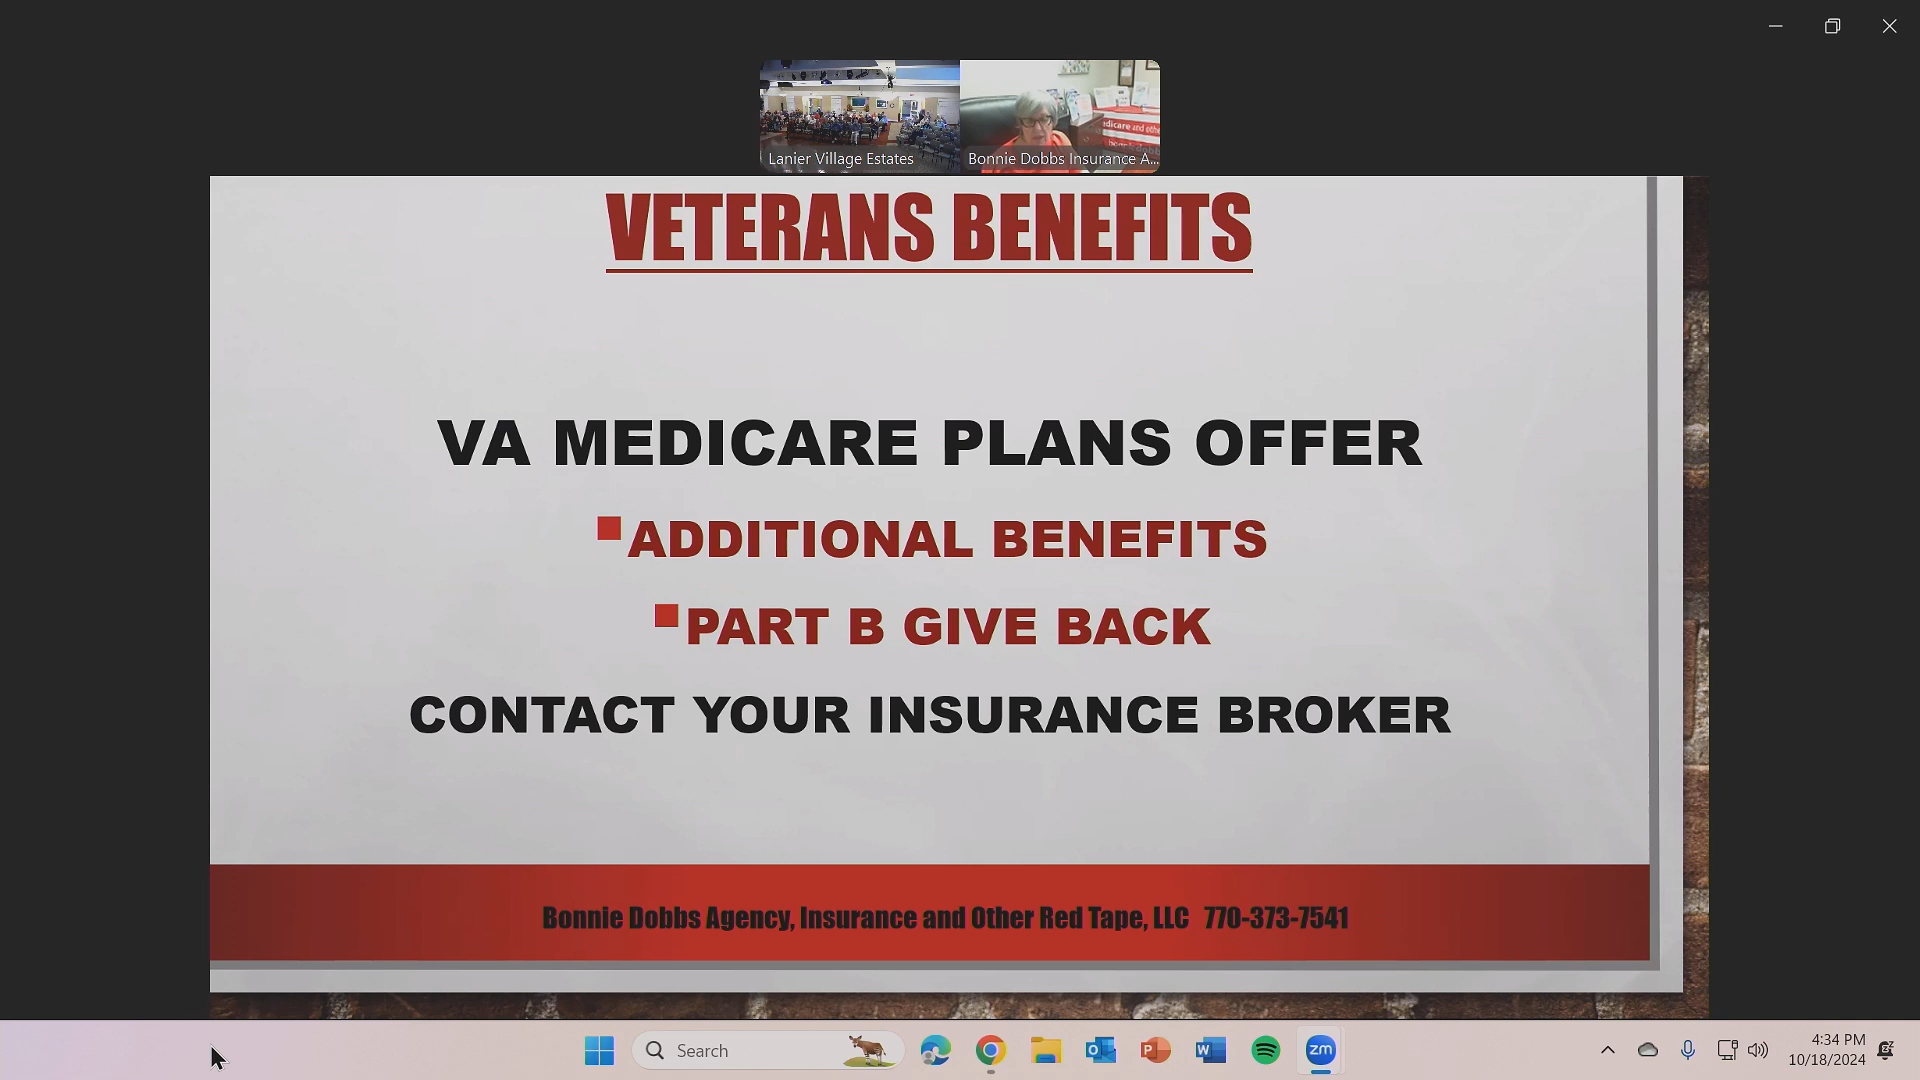 Lanier Village Estates
Bonnie Dobbs Insurance A...
VETERANS BENEFITS
VA MEDICARE PLANS OFFER
ADDITIONAL BENEFITS
PART B GIVE BACK
CONTACT YOUR INSURANCE BROKER
Bonnie Dobbs Agency, Insurance and Other Red Tape, LLC 770-373-7541
Search
zm
4:34 PM
10/18/2024